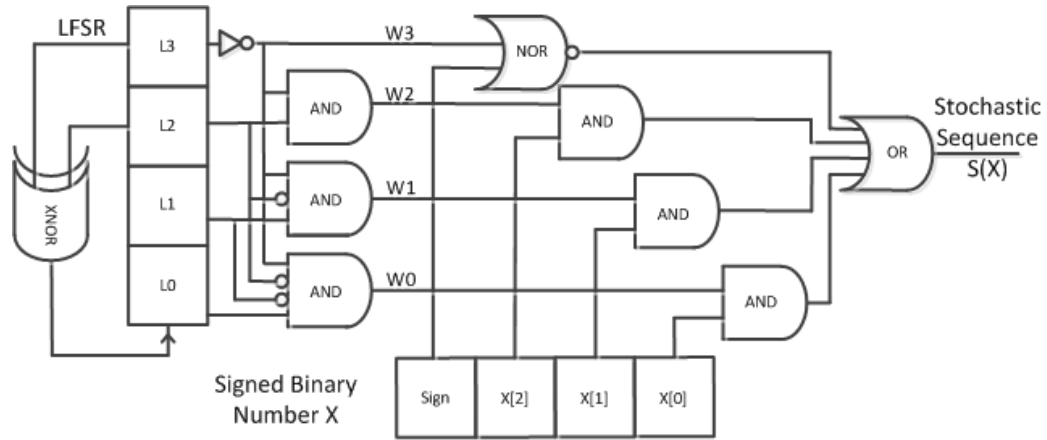 LFSR
L3
W3
NOR
L2
AND
W2
AND
Stochastic
Sequence
S(X)
OR
XNOR
L1
AND
W1
AND
L0
AND
W0
AND
Signed Binary
Number X
Sign
X[2]
X[1]
X[0]